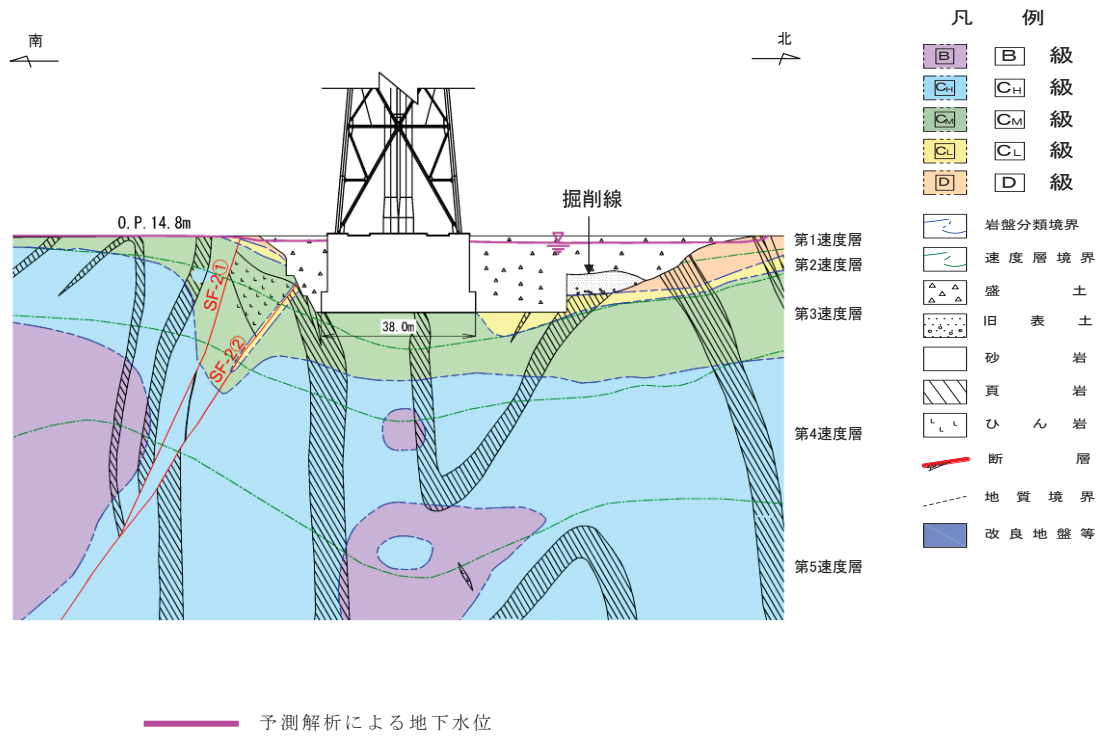 南
北
O.P.14.8m
掘削線
SF-2①
SF-2②
38.0m
第1速度層
第2速度層
第3速度層
第4速度層
第5速度層
予測解析による地下水位
凡 例
B B 級
CH CH 級
CM CM 級
CL CL 級
D D 級
岩盤分類境界
速度層境界
盛土
旧表土
砂岩
頁岩
ひん岩
断層
地質境界
改良地盤等